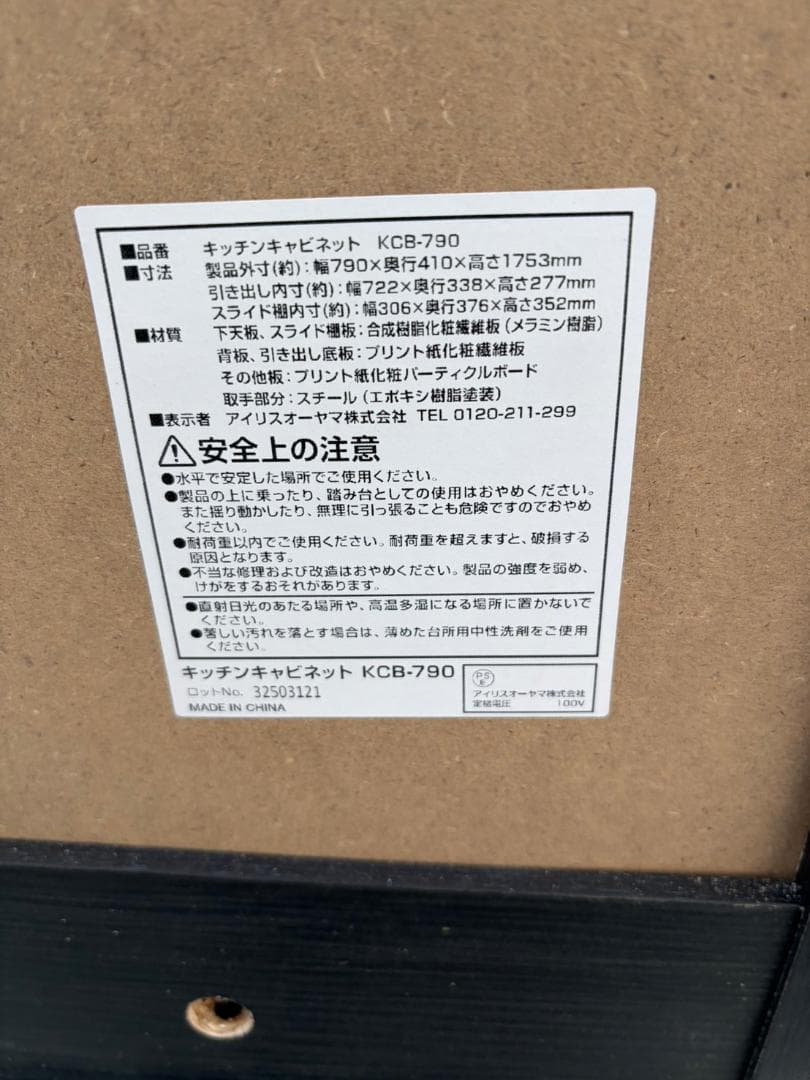 ■品番 キッチンキャビネット KCB-790
■寸法 製品外寸(約):幅790×奥行410×高さ1753mm
引き出し内寸(約):幅722×奥行338×高さ277mm
スライド棚内寸(約):幅306×奥行376×高さ352mm
■材質 下天板、スライド棚板:合成樹脂化粧繊維板(メラミン樹脂)
背板、引き出し底板:プリント紙化粧繊維板
その他板:プリント紙化粧パーティクルボード
取手部分:スチール(エポキシ樹脂塗装)
■表示者 アイリスオーヤマ株式会社 TEL 0120-211-299
⚠安全上の注意
●水平で安定した場所でご使用ください。
●製品の上に乗ったり、踏み台としての使用はおやめください。
また揺り動かしたり、無理に引っ張ることも危険ですのでおやめ
ください。
●耐荷重以内でご使用ください。耐荷重を超えますと、破損する
原因となります。
●不当な修理および改造はおやめください。製品の強度を弱め、
けがをするおそれがあります。
●直射日光のあたる場所や、高温多湿になる場所に置かないで
ください。
●著しい汚れを落とす場合は、薄めた台所用中性洗剤をご使用
ください。
キッチンキャビネット KCB-790
ロットNo. 32503121
MADE IN CHINA
PS
E
アイリスオーヤマ株式会社
定格電圧 100V